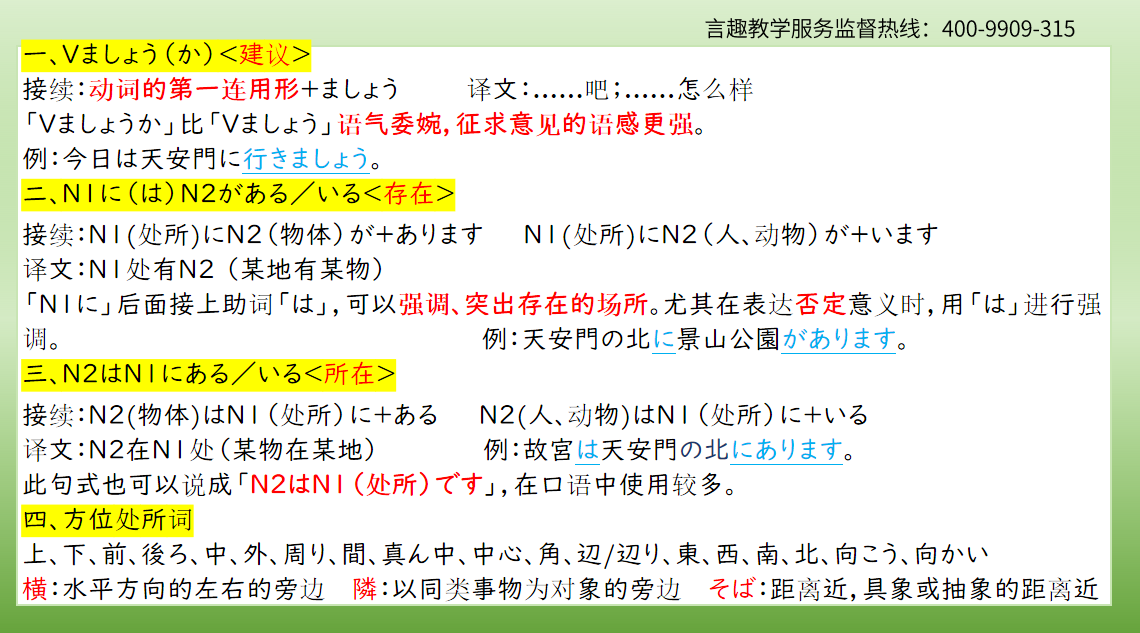 言趣教学服务监督热线：400-9909-315
一、Vましょう（か）<建议>
接续：动词的第一连用形+ましょう 译文：……吧；……怎么样
「Vましょうか」比「Vましょう」语气委婉，征求意见的语感更强。
例：今日は天安門に行きましょう。
二、N1に（は）N2がある／いる<存在>
接续：N1(处所)にN2（物体）が+あります N1(处所)にN2（人、动物）が+います
译文：N1处有N2（某地有某物）
「N1に」后面接上助词「は」，可以强调、突出存在的场所。尤其在表达否定意义时，用「は」进行强
调。 例：天安門の北に景山公園があります。
三、N2はN1にある／いる<所在>
接续：N2(物体)はN1（处所）に+ある N2(人、动物)はN1（处所）に+いる
译文：N2在N1处（某物在某地） 例：故宮は天安門の北にあります。
此句式也可以说成「N2はN1（处所）です」，在口语中使用较多。
四、方位处所词
上、下、前、後ろ、中、外、周り、間、真ん中、中心、角、辺/辺り、東、西、南、北、向こう、向かい
横：水平方向的左右的旁边 隣：以同类事物为对象的旁边 そば：距离近，具象或抽象的距离近